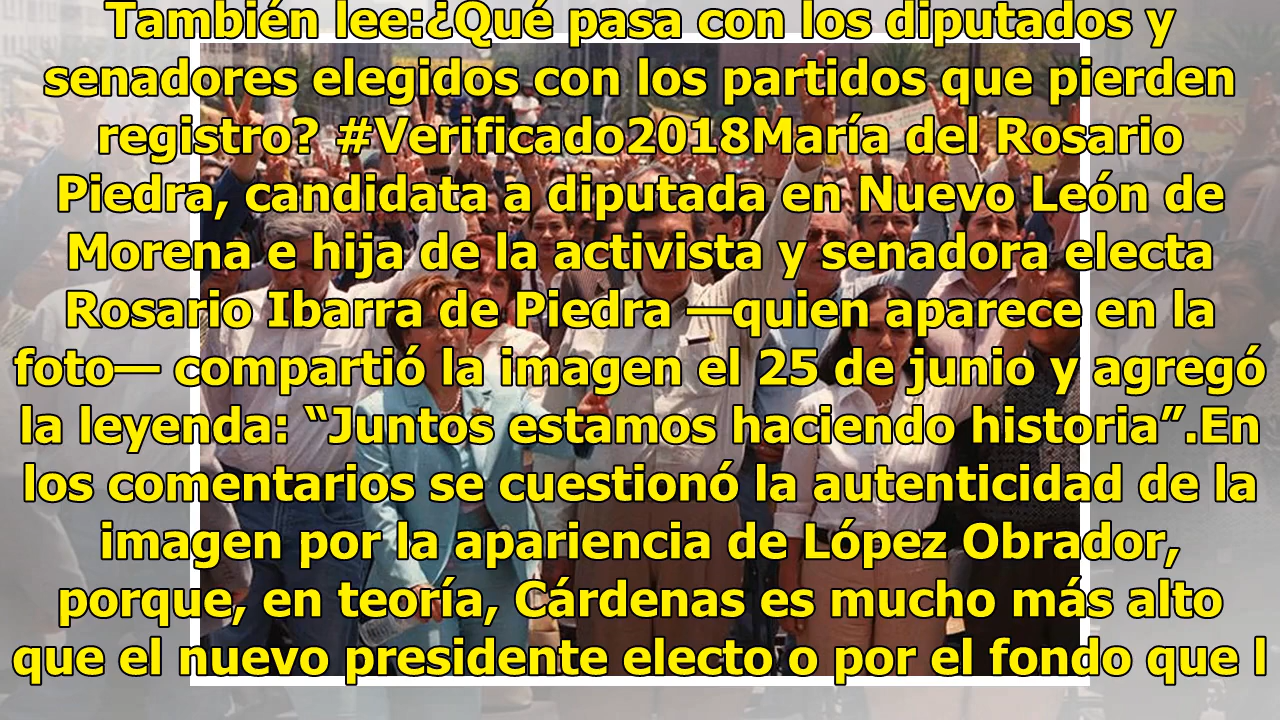 También lee:¿Qué pasa con los diputados y
senadores elegidos con los partidos que pierden
registro? #Verificado2018María del Rosario
Piedra, candidata a diputada en Nuevo León de
Morena e hija de la activista y senadora electa
Rosario Ibarra de Piedra —quien aparece en la
foto— compartió la imagen el 25 de junio y agregó
la leyenda: “Juntos estamos haciendo historia”.En
los comentarios se cuestionó la autenticidad de la
imagen por la apariencia de López Obrador,
porque, en teoría, Cárdenas es mucho más alto
que el nuevo presidente electo o por el fondo que l